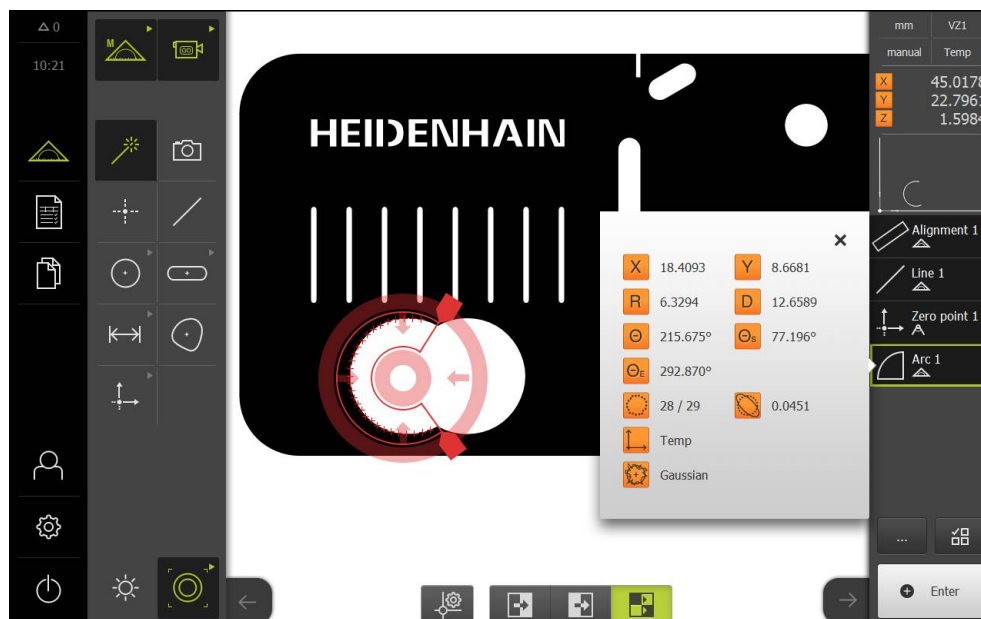 0
10:21
M
HEIDENHAIN
mm VZ1
manual Temp
X 45.0178
Y 22.7961
Z 1.5984
Alignment 1
Line 1
Zero point 1
Arc 1
X 18.4093 Y 8.6681
R 6.3294 D 12.6589
Θ 215.675° Θs 77.196°
ΘE 292.870°
28 / 29 0.0451
Temp
Gaussian
...
Enter